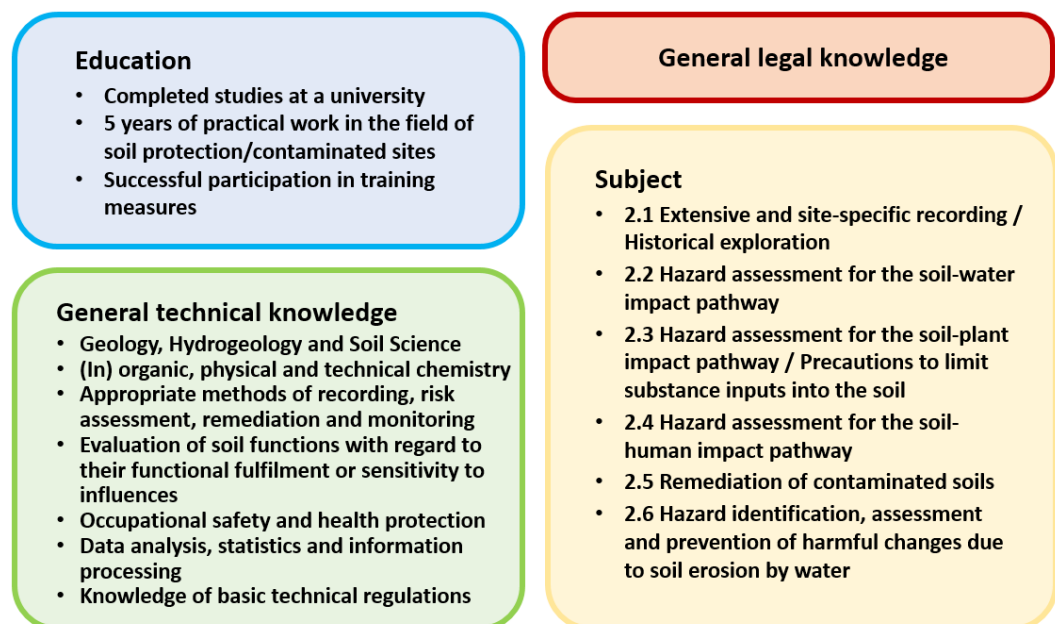 Education
• Completed studies at a university
• 5 years of practical work in the field of
soil protection/contaminated sites
• Successful participation in training
measures
General technical knowledge
• Geology, Hydrogeology and Soil Science
• (In) organic, physical and technical chemistry
• Appropriate methods of recording, risk
assessment, remediation and monitoring
• Evaluation of soil functions with regard to
their functional fulfilment or sensitivity to
influences
• Occupational safety and health protection
• Data analysis, statistics and information
processing
• Knowledge of basic technical regulations
General legal knowledge
Subject
• 2.1 Extensive and site-specific recording /
Historical exploration
• 2.2 Hazard assessment for the soil-water
impact pathway
• 2.3 Hazard assessment for the soil-plant
impact pathway / Precautions to limit
substance inputs into the soil
• 2.4 Hazard assessment for the soil-
human impact pathway
• 2.5 Remediation of contaminated soils
• 2.6 Hazard identification, assessment
and prevention of harmful changes due
to soil erosion by water